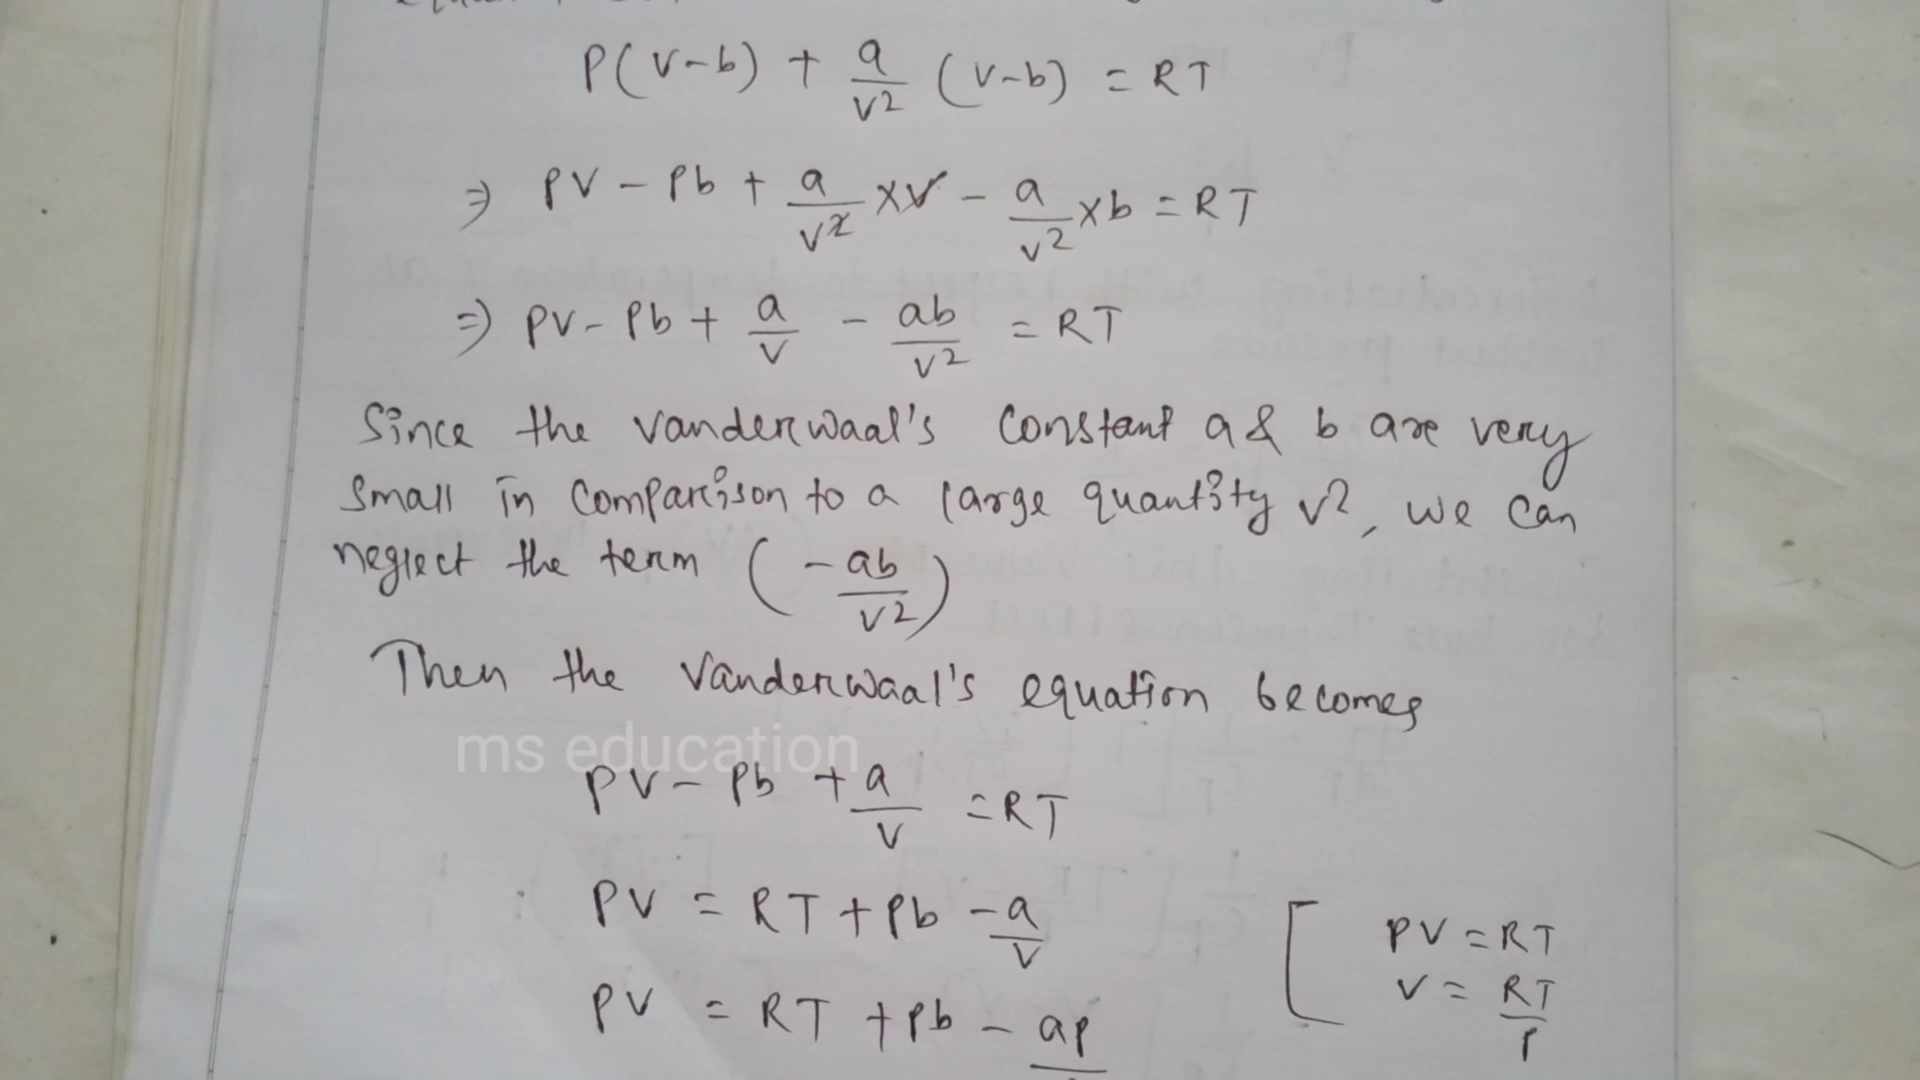 P(V-b) + a/V² (V-b) = RT
⇒ PV - Pb + a/V² × V - a/V² × b = RT
⇒ PV - Pb + a/V - ab/V² = RT
Since the Vanderwaal's constant a & b are very
small in comparison to a large quantity V², we can
neglect the term (-ab/V²)
Then the Vanderwaal's equation becomes
ms education
PV - Pb + a/V = RT
PV = RT + Pb - a/V
[ PV = RT
V = RT/P
PV = RT + Pb - ap